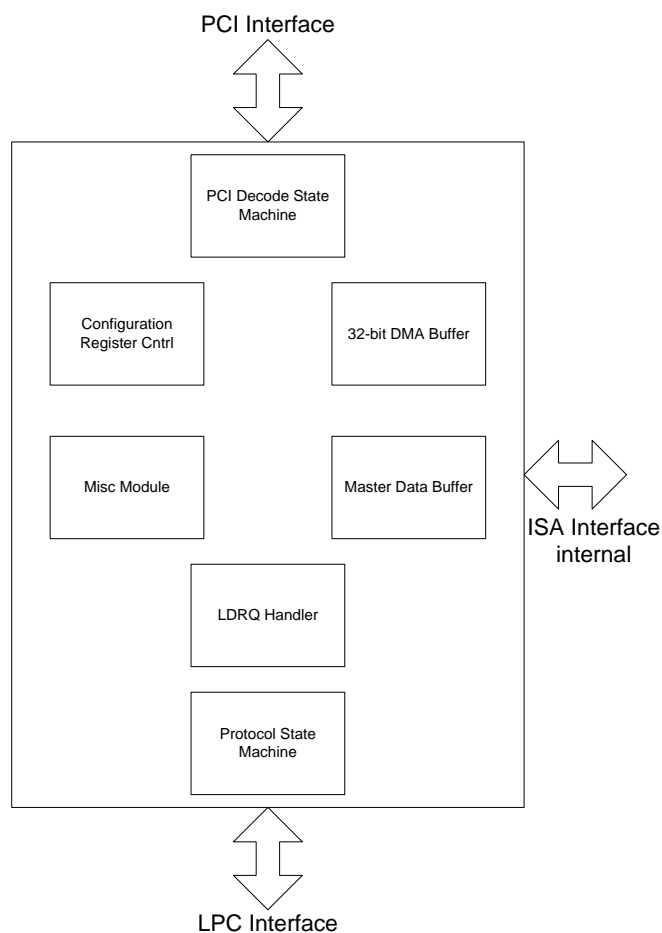 PCI Interface
PCI Decode State
Machine
Configuration
Register Cntrl
32-bit DMA Buffer
Misc Module
Master Data Buffer
ISA Interface
internal
LDRQ Handler
Protocol State
Machine
LPC Interface